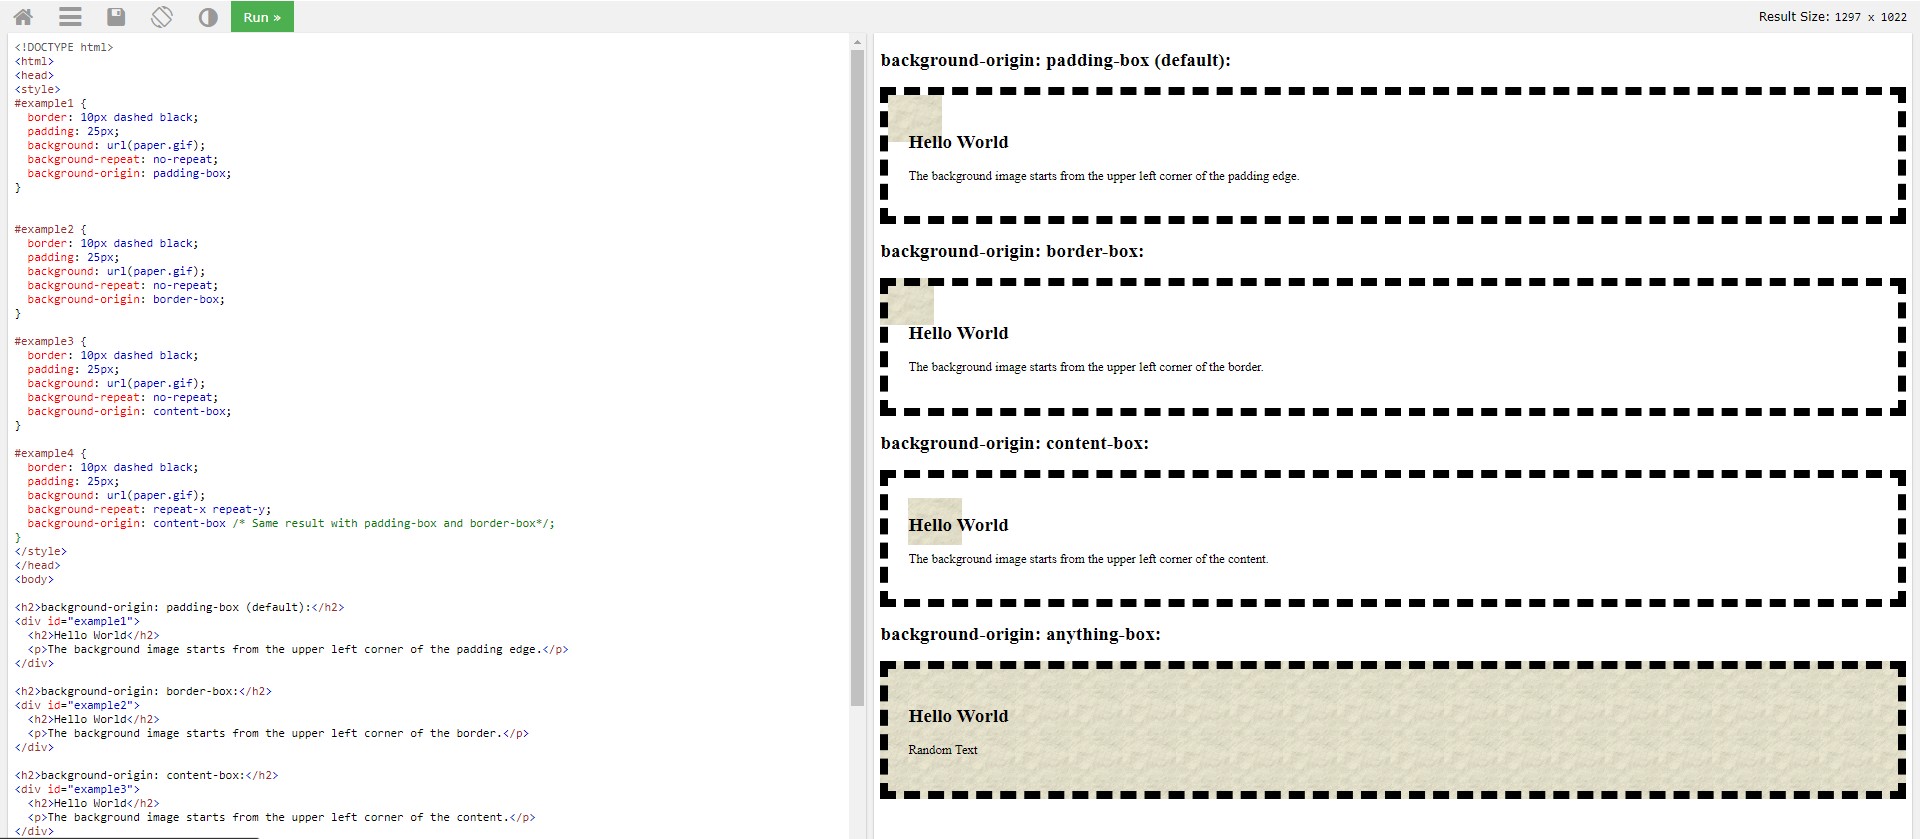 Run »
Result Size: 1297 x 1022
<!DOCTYPE html>
<html>
<head>
<style>
#example1 {
  border: 10px dashed black;
  padding: 25px;
  background: url(paper.gif);
  background-repeat: no-repeat;
  background-origin: padding-box;
}
#example2 {
  border: 10px dashed black;
  padding: 25px;
  background: url(paper.gif);
  background-repeat: no-repeat;
  background-origin: border-box;
}
#example3 {
  border: 10px dashed black;
  padding: 25px;
  background: url(paper.gif);
  background-repeat: no-repeat;
  background-origin: content-box;
}
#example4 {
  border: 10px dashed black;
  padding: 25px;
  background: url(paper.gif);
  background-repeat: repeat-x repeat-y;
  background-origin: content-box /* Same result with padding-box and border-box*/;
}
</style>
</head>
<body>
<h2>background-origin: padding-box (default):</h2>
<div id="example1">
  <h2>Hello World</h2>
  <p>The background image starts from the upper left corner of the padding edge.</p>
</div>
<h2>background-origin: border-box:</h2>
<div id="example2">
  <h2>Hello World</h2>
  <p>The background image starts from the upper left corner of the border.</p>
</div>
<h2>background-origin: content-box:</h2>
<div id="example3">
  <h2>Hello World</h2>
  <p>The background image starts from the upper left corner of the content.</p>
</div>
background-origin: padding-box (default):
Hello World
The background image starts from the upper left corner of the padding edge.
background-origin: border-box:
Hello World
The background image starts from the upper left corner of the border.
background-origin: content-box:
Hello World
The background image starts from the upper left corner of the content.
background-origin: anything-box:
Hello World
Random Text